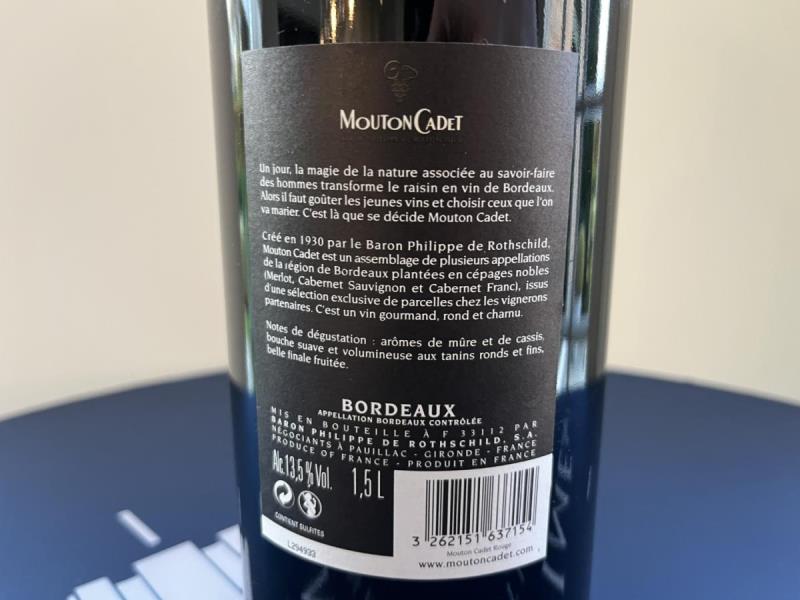 MOUTON CADET
Un jour, la magie de la nature associée au savoir-faire
des hommes transforme le raisin en vin de Bordeaux.
Alors il faut goûter les jeunes vins et choisir ceux que l'on
va marier. C'est là que se décide Mouton Cadet.
Créé en 1930 par le Baron Philippe de Rothschild,
Mouton Cadet est un assemblage de plusieurs appellations
de la région de Bordeaux plantées en cépages nobles
(Merlot, Cabernet Sauvignon et Cabernet Franc), issus
d'une sélection exclusive de parcelles chez les vignerons
partenaires. C'est un vin gourmand, rond et charnu.
Notes de dégustation : arômes de mûre et de cassis,
bouche suave et volumineuse aux tanins ronds et fins,
belle finale fruitée.
BORDEAUX
APPELLATION BORDEAUX CONTRÔLÉE
MIS EN BOUTEILLE À F 33112 PAR
BARON PHILIPPE DE ROTHSCHILD, S.A.
NÉGOCIANTS À PAUILLAC - GIRONDE - FRANCE
PRODUCE OF FRANCE - PRODUIT EN FRANCE
Alc. 13,5 % Vol. 1,5 L
CONTIENT SULFITES
L294933
3 262151 637154
Mouton Cadet Rouge
www.moutoncadet.com